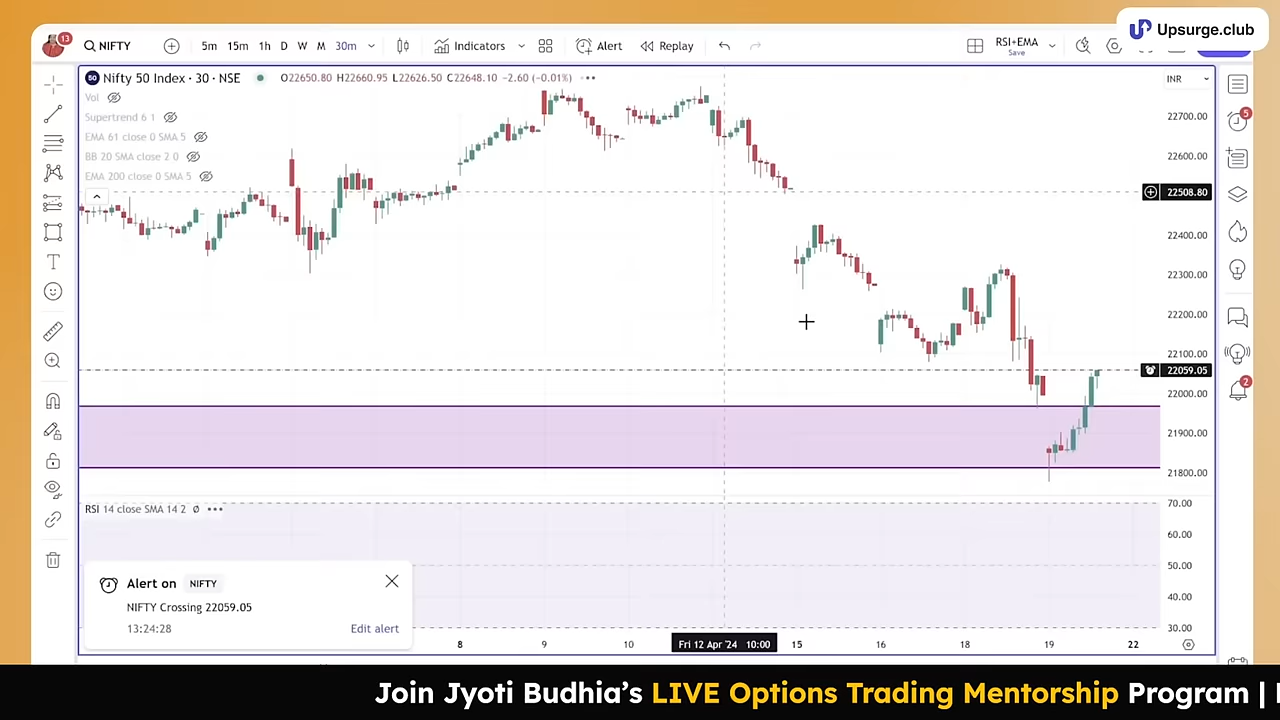 Upsurge.club
13
NIFTY
5m 15m 1h D W M 30m
Indicators
Alert
Replay
RSI+EMA
Save
Nifty 50 Index · 30 · NSE
O22650.80 H22660.95 L22626.50 C22648.10 -2.60 (-0.01%)
INR
Vol
Supertrend 6 1
EMA 61 close 0 SMA 5
BB 20 SMA close 2 0
EMA 200 close 0 SMA 5
22700.00
22600.00
22508.80
22400.00
22300.00
22200.00
22100.00
22059.05
22000.00
21900.00
21800.00
5
2
RSI 14 close SMA 14 2
70.00
60.00
50.00
40.00
30.00
Alert on NIFTY
NIFTY Crossing 22059.05
13:24:28
Edit alert
8 9 10 Fri 12 Apr '24 10:00 15 16 18 19 22
Join Jyoti Budhia's LIVE Options Trading Mentorship Program |